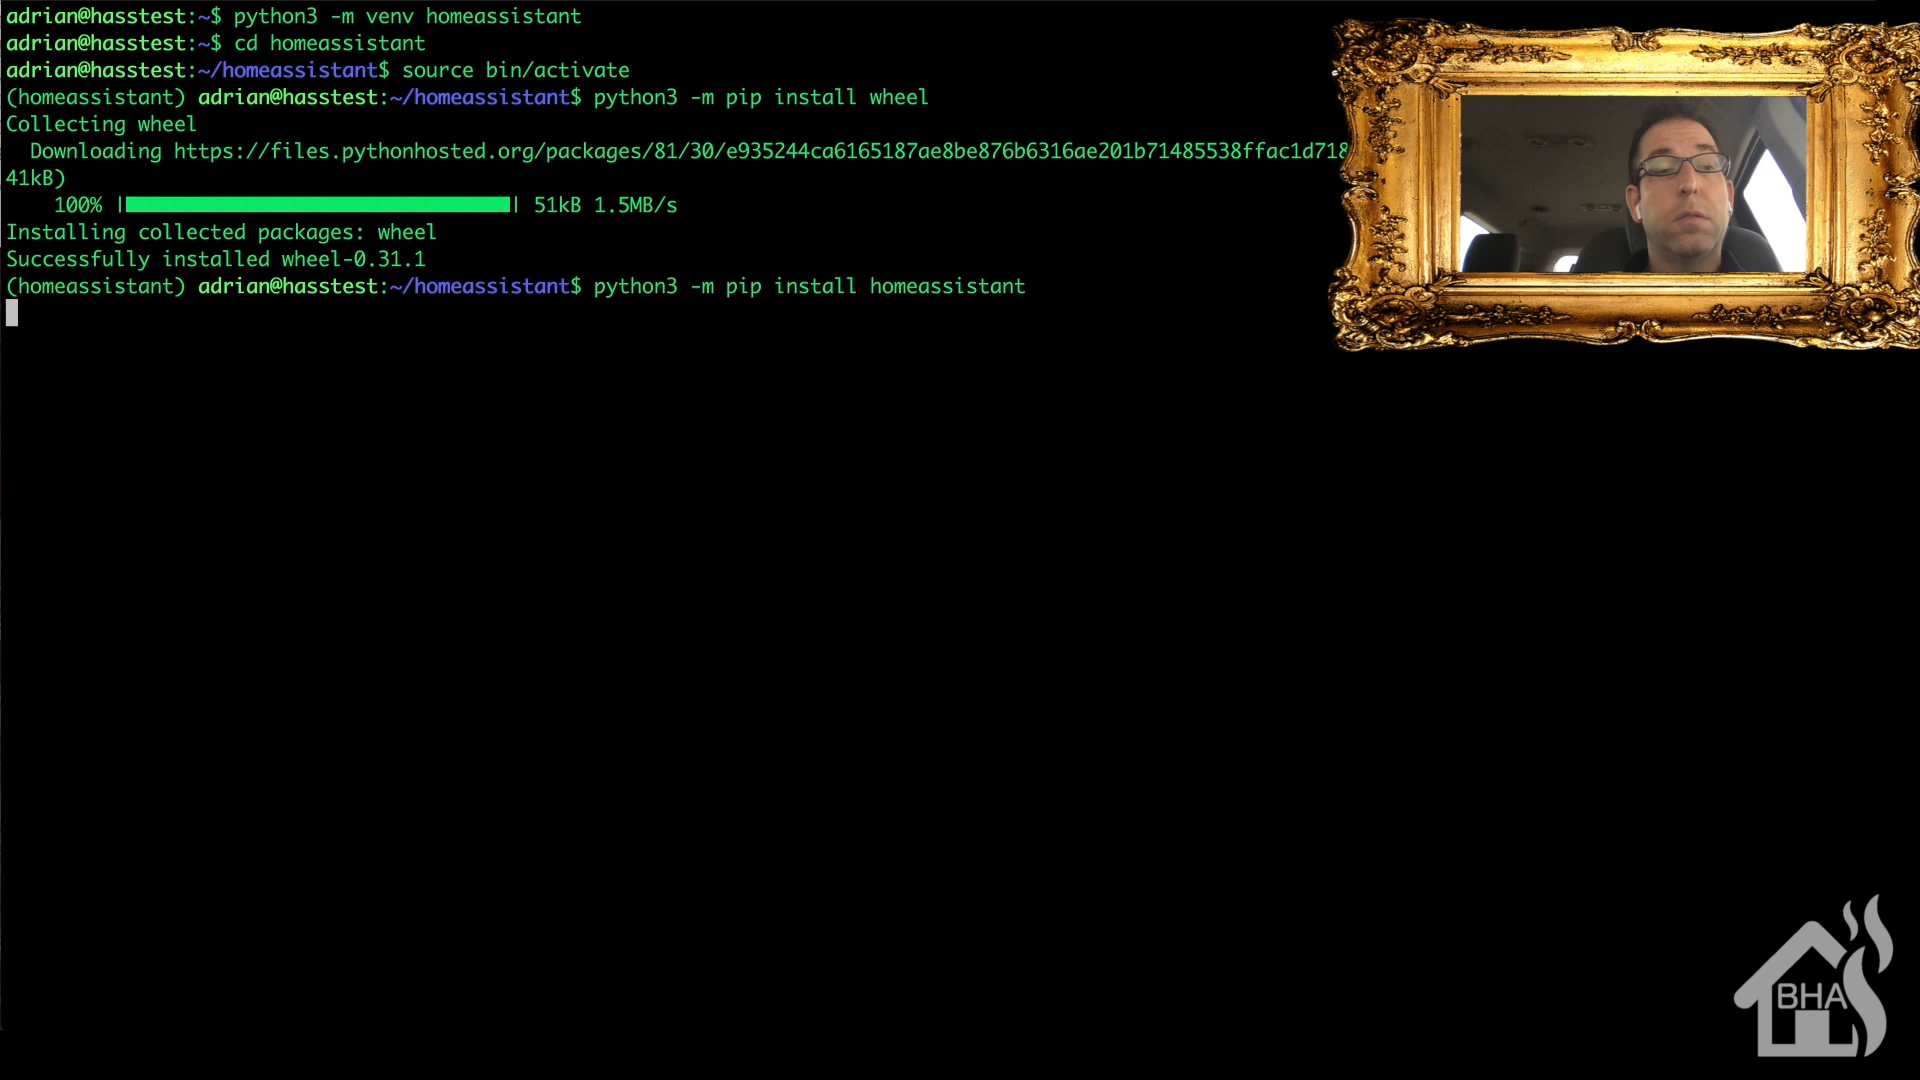 adrian@hasstest:~$ python3 -m venv homeassistant
adrian@hasstest:~$ cd homeassistant
adrian@hasstest:~/homeassistant$ source bin/activate
(homeassistant) adrian@hasstest:~/homeassistant$ python3 -m pip install wheel
Collecting wheel
  Downloading https://files.pythonhosted.org/packages/81/30/e935244ca6165187ae8be876b6316ae201b71485538ffac1d718
41kB)
    100% |████████████████████████████████| 51kB 1.5MB/s
Installing collected packages: wheel
Successfully installed wheel-0.31.1
(homeassistant) adrian@hasstest:~/homeassistant$ python3 -m pip install homeassistant
BHA